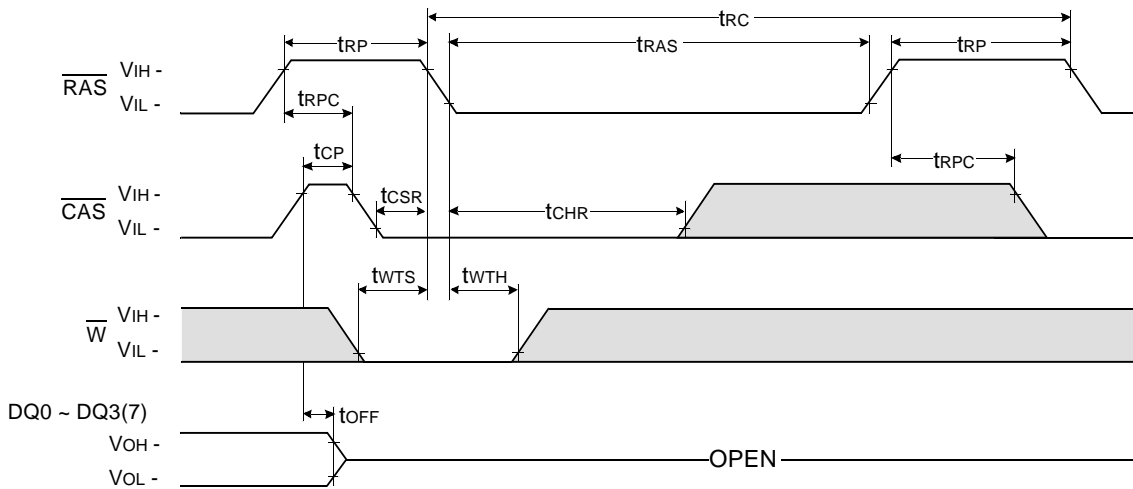 tRC
tRP
tRAS
tRP
RAS
VIH -
VIL -
tRPC
tRPC
tCP
CAS
VIH -
VIL -
tCSR
tCHR
tWTS
tWTH
W
VIH -
VIL -
DQ0 ~ DQ3(7)
tOFF
VOH -
VOL -
OPEN